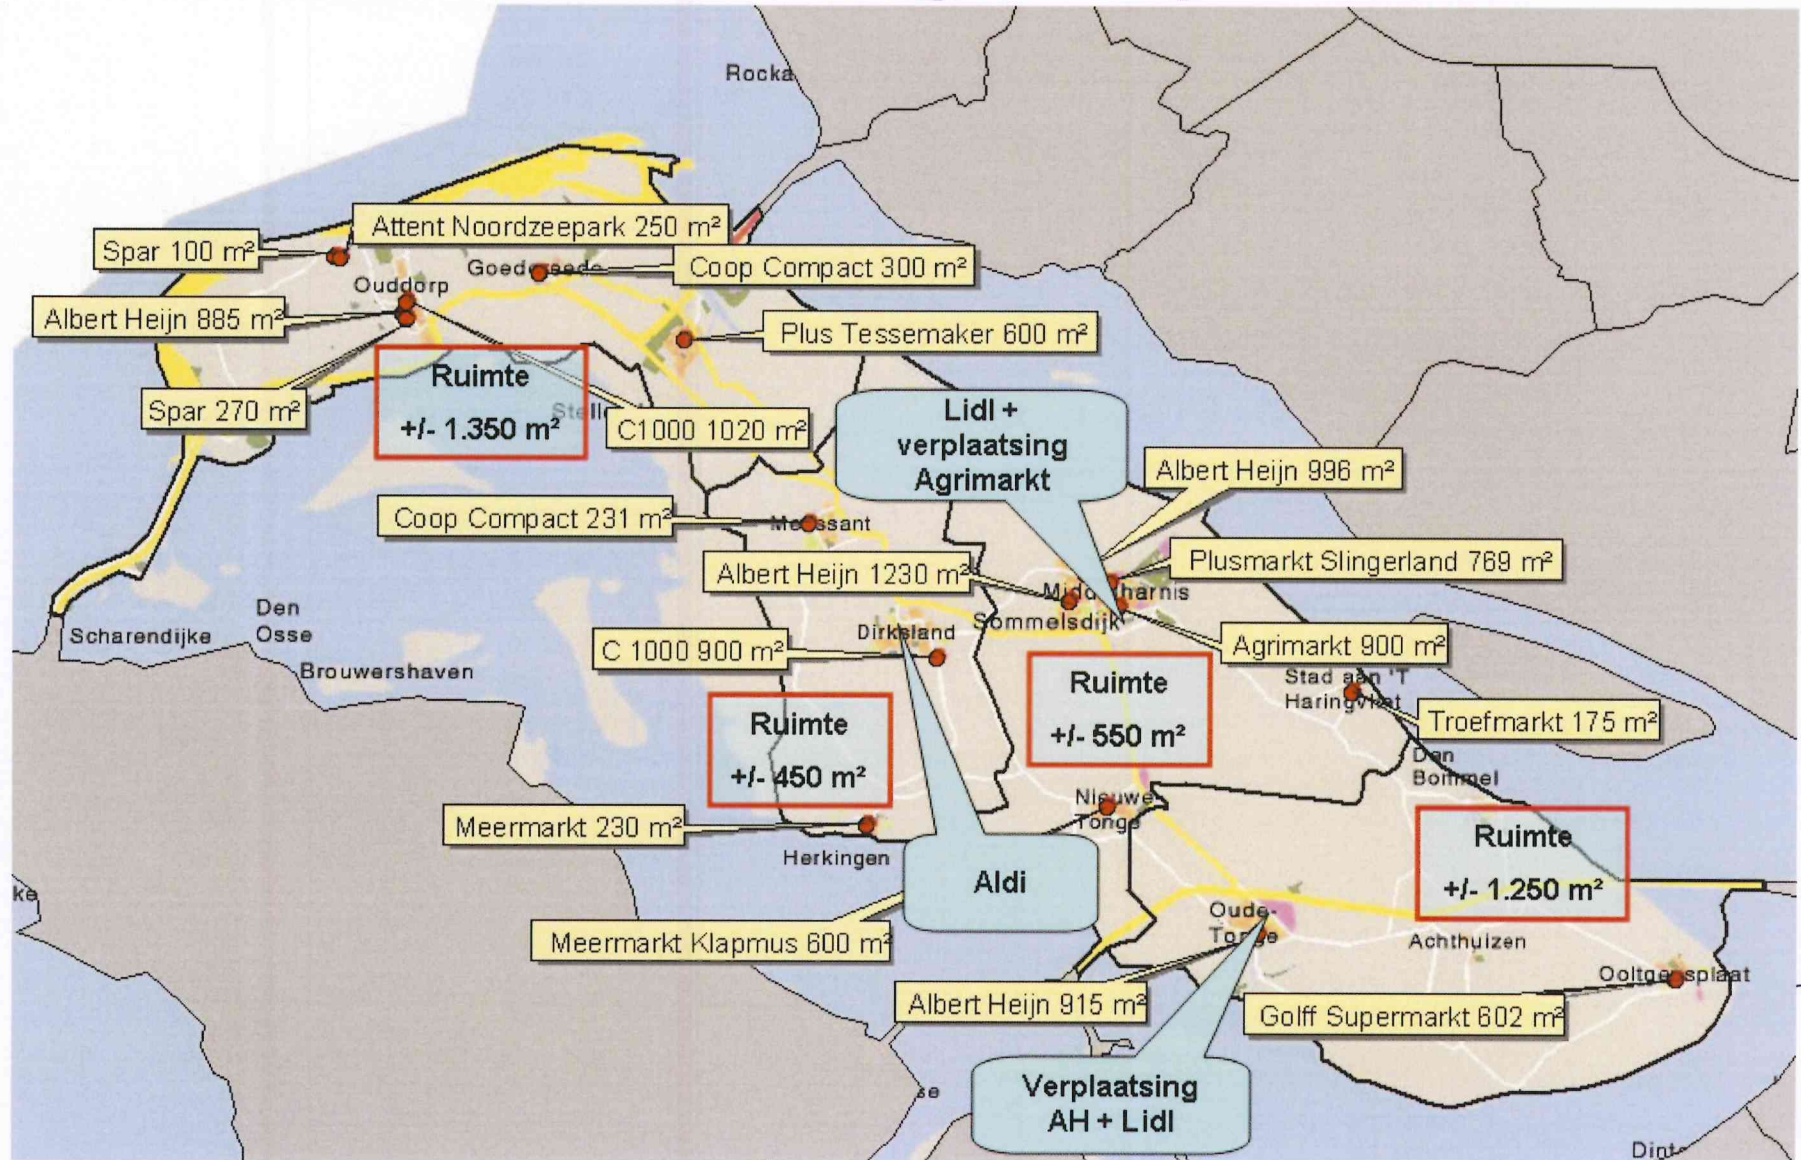 Rocka
Attent Noordzeepark 250 m²
Spar 100 m²
Goedereede
Coop Compact 300 m²
Ouddorp
Albert Heijn 885 m²
Plus Tessemaker 600 m²
Ruimte
+/- 1.350 m²
Spar 270 m²
Stell
C1000 1020 m²
Lidl +
verplaatsing
Agrimarkt
Albert Heijn 996 m²
Coop Compact 231 m²
Melissant
Albert Heijn 1230 m²
Plusmarkt Slingerland 769 m²
Middelharnis
Sommelsdijk
Den
Osse
Scharendijke
Brouwershaven
Dirksland
C 1000 900 m²
Agrimarkt 900 m²
Ruimte
+/- 550 m²
Stad aan 'T
Haringvliet
Troefmarkt 175 m²
Ruimte
+/- 450 m²
Den
Bommel
Nieuwe-
Tonge
Meermarkt 230 m²
Herkingen
Ruimte
+/- 1.250 m²
Aldi
ke
Oude-
Tonge
Achthuizen
Meermarkt Klapmus 600 m²
Ooltgensplaat
Albert Heijn 915 m²
Golff Supermarkt 602 m²
Verplaatsing
AH + Lidl
se